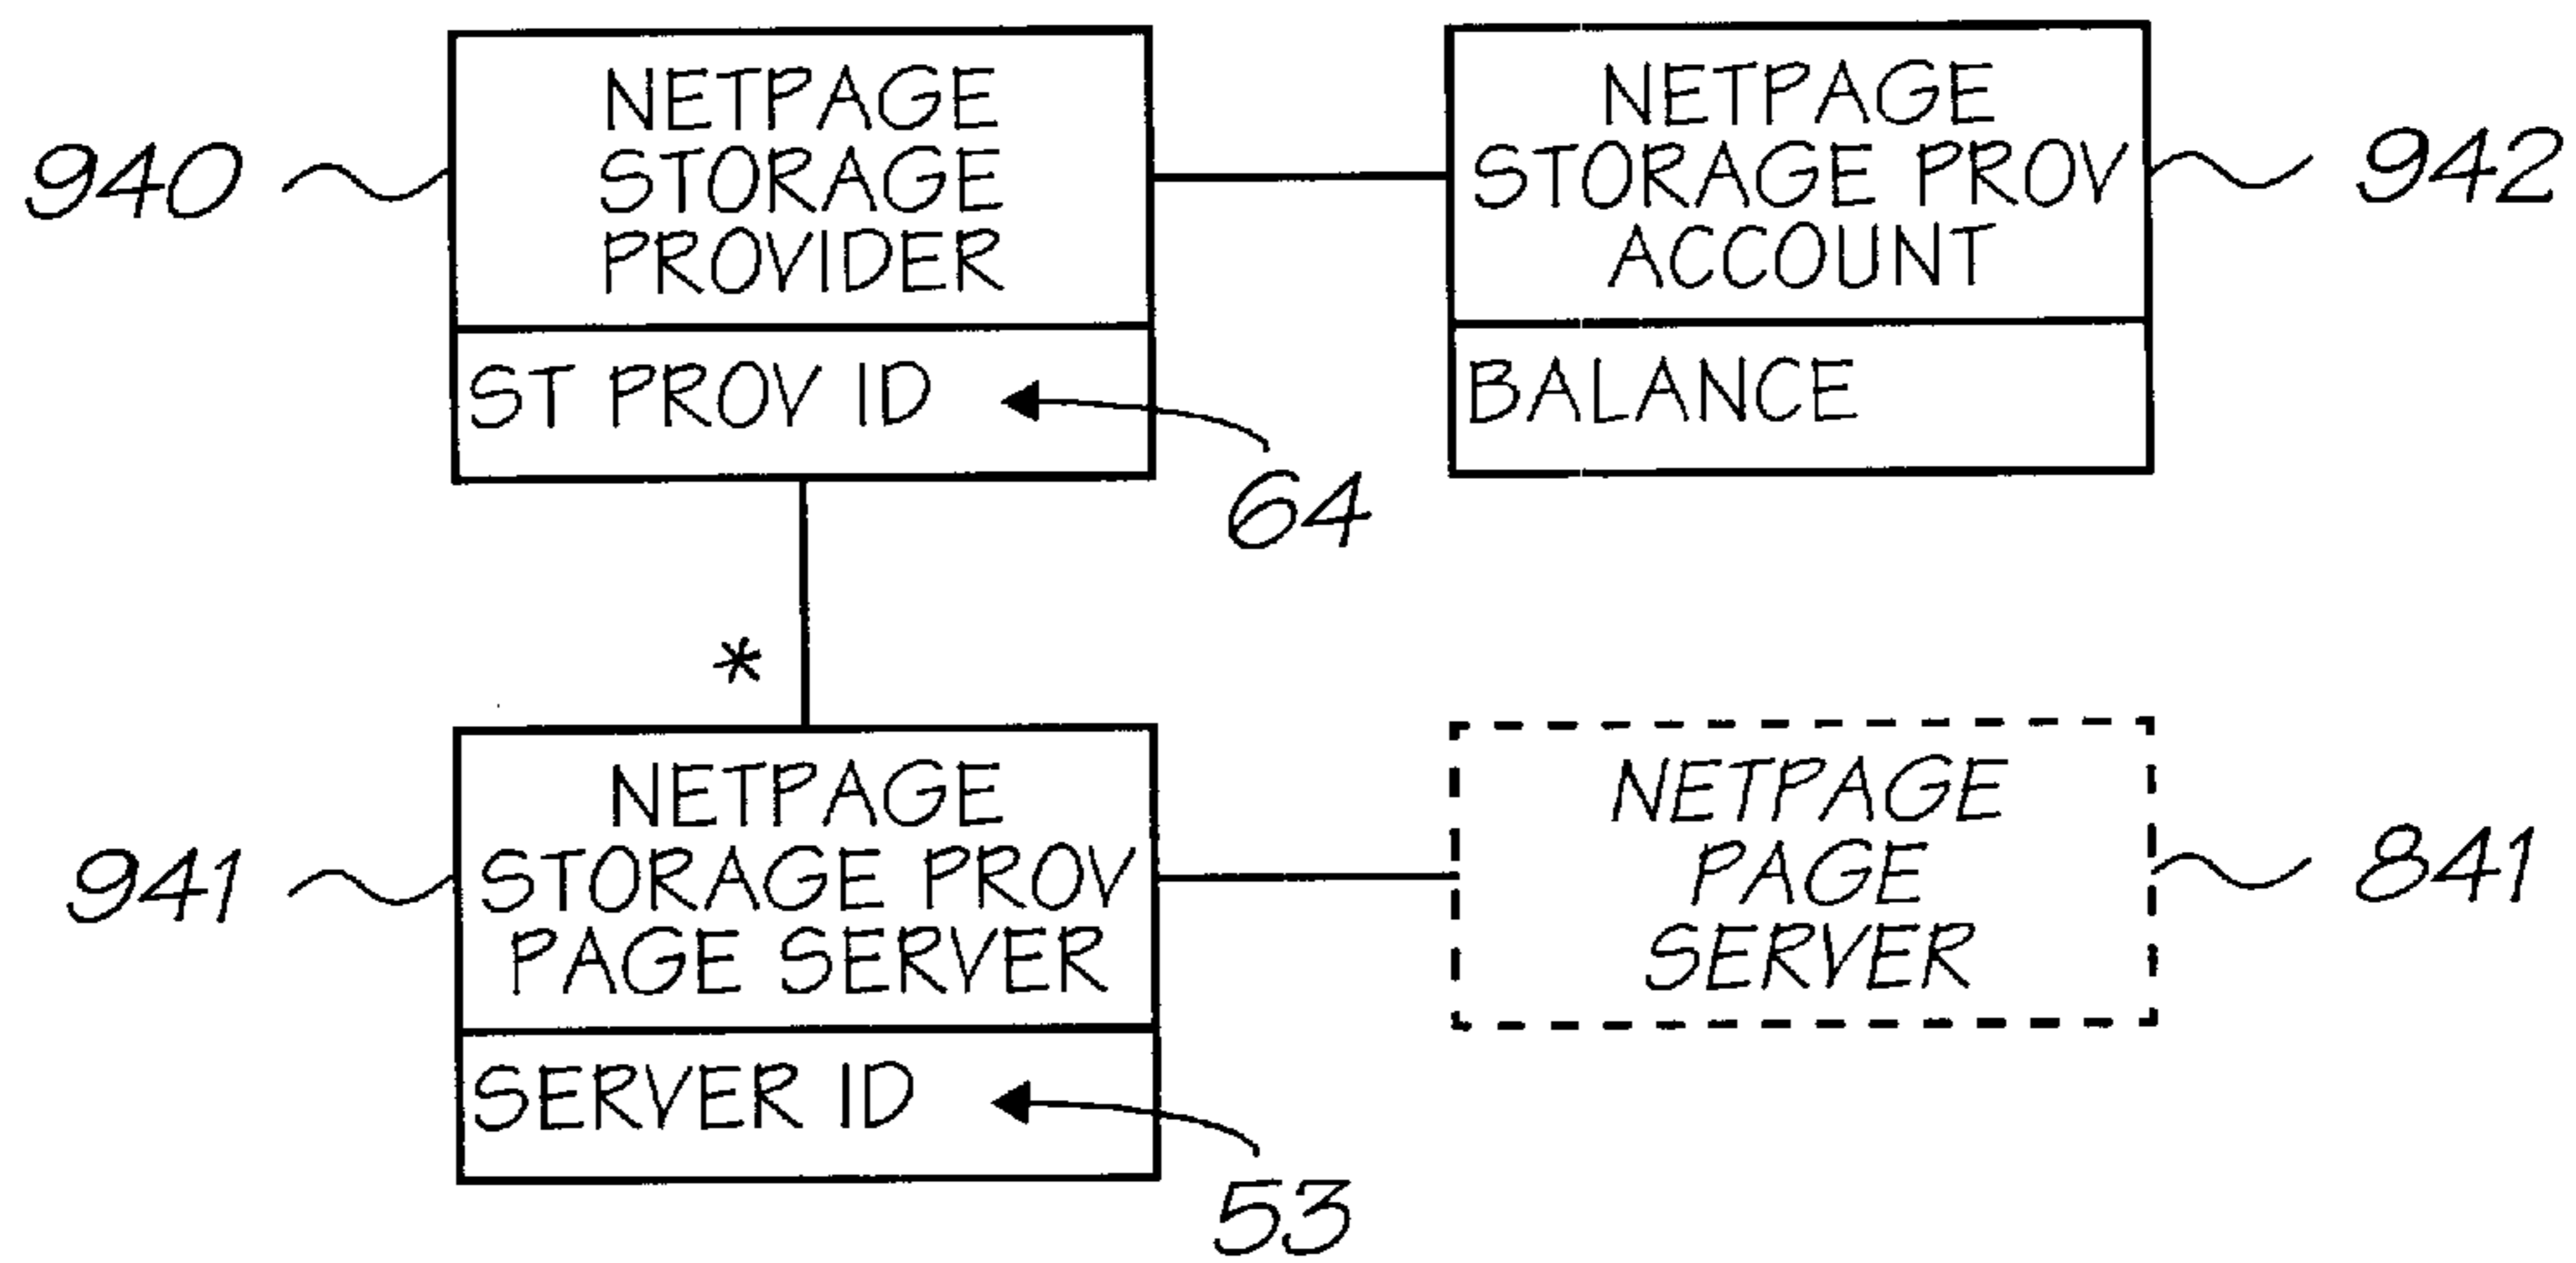 940
NETPAGE
STORAGE
PROVIDER
ST PROV ID
64
NETPAGE
STORAGE PROV
ACCOUNT
BALANCE
942
*
941
NETPAGE
STORAGE PROV
PAGE SERVER
SERVER ID
53
NETPAGE
PAGE
SERVER
841